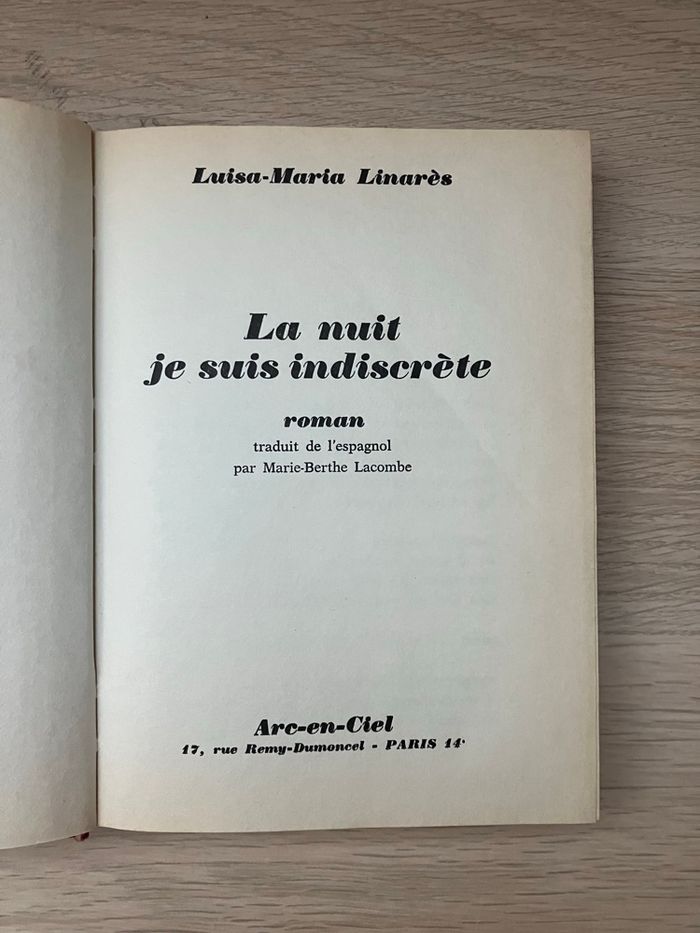 Luisa-Maria Linarès
La nuit
je suis indiscrète
roman
traduit de l'espagnol
par Marie-Berthe Lacombe
Arc-en-Ciel
17, rue Remy-Dumoncel - PARIS 14ᵉ